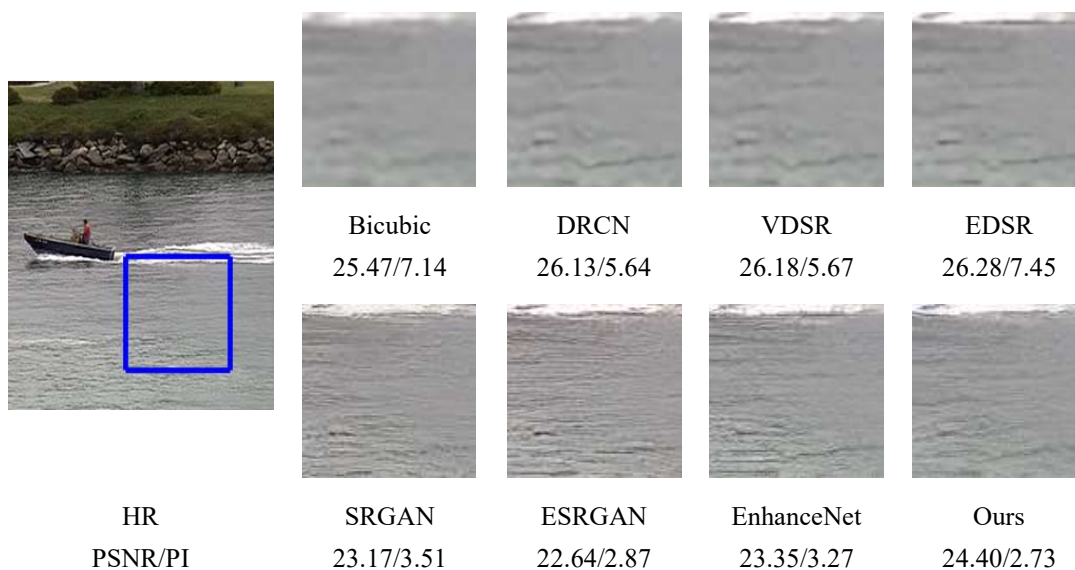 Bicubic DRCN VDSR EDSR
25.47/7.14 26.13/5.64 26.18/5.67 26.28/7.45
HR SRGAN ESRGAN EnhanceNet Ours
PSNR/PI 23.17/3.51 22.64/2.87 23.35/3.27 24.40/2.73